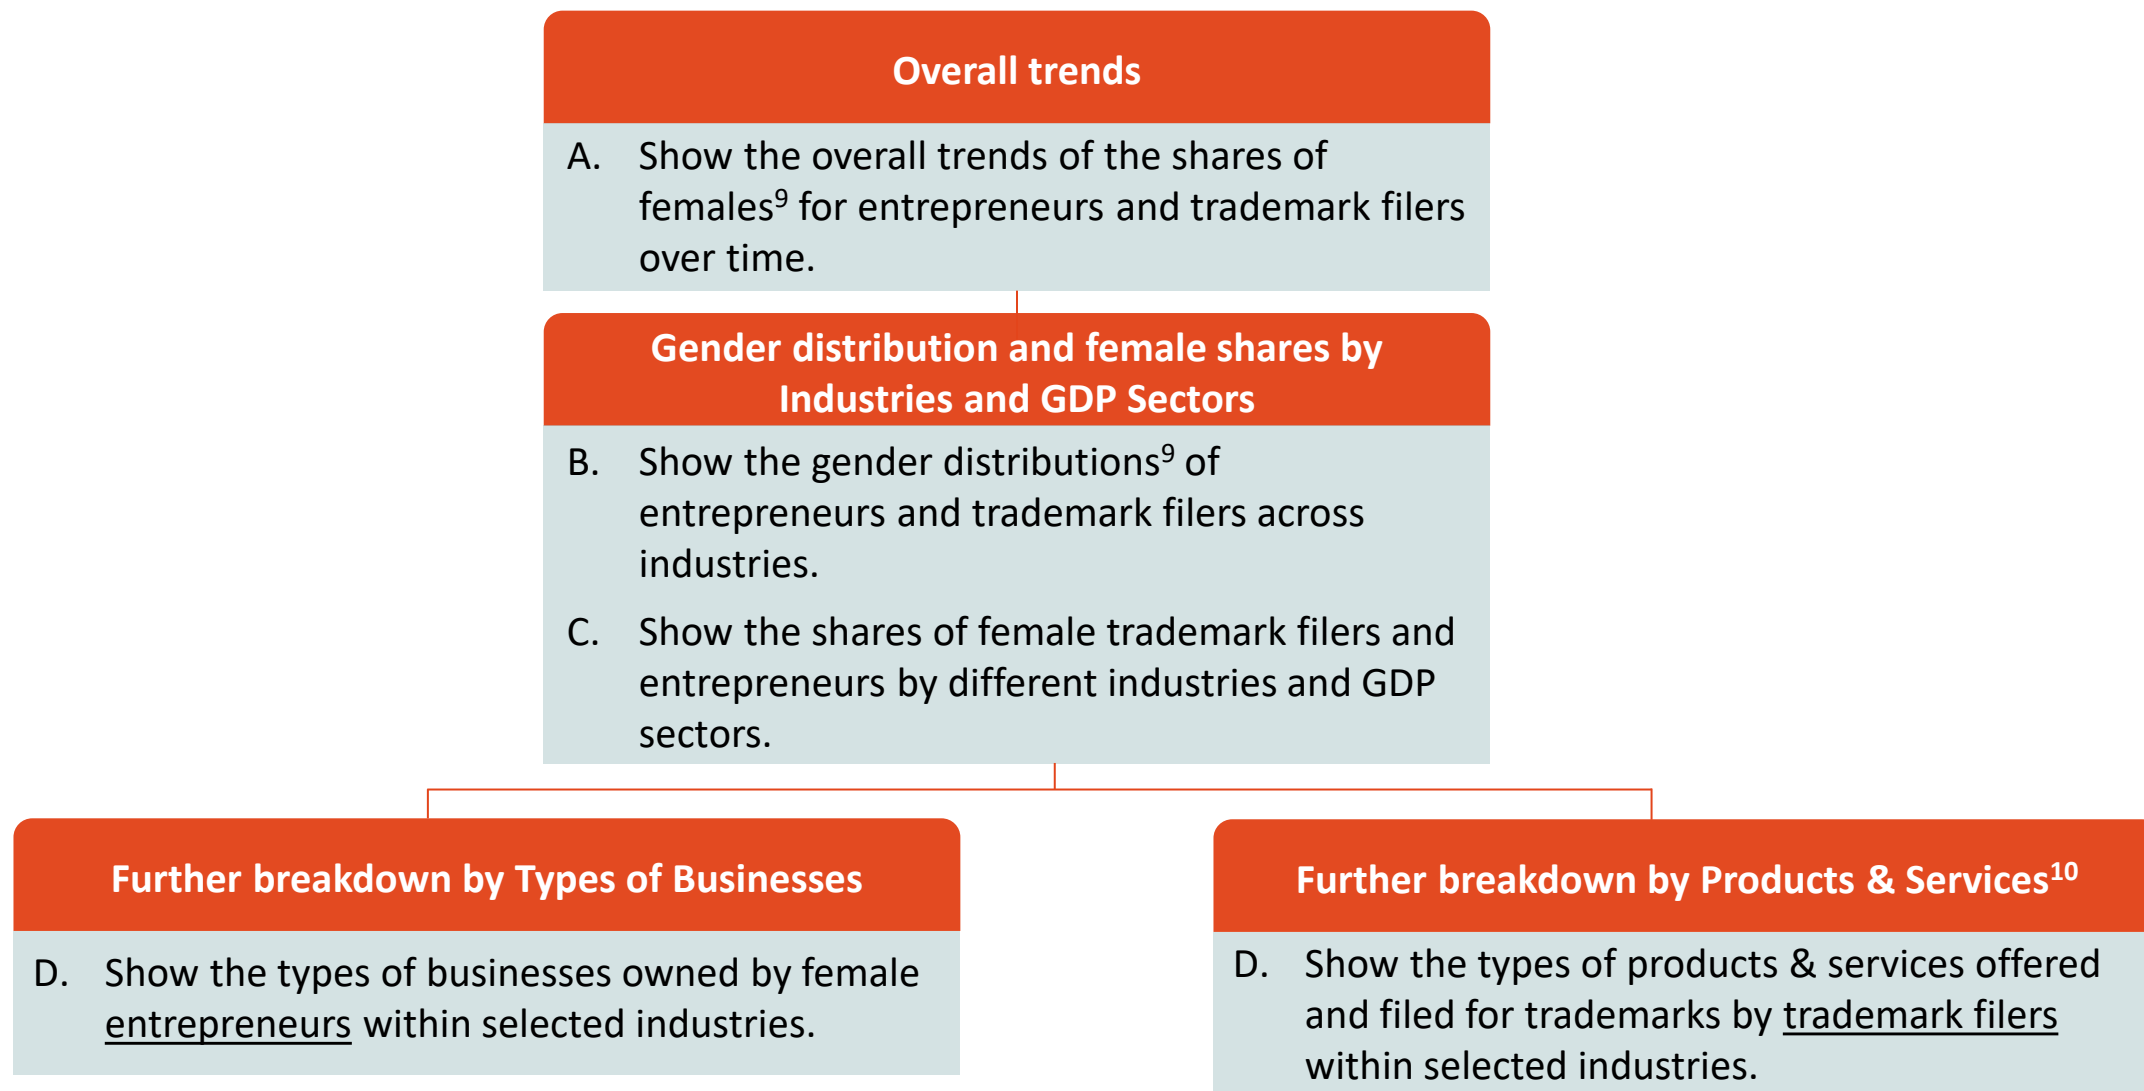 Overall trends
A. Show the overall trends of the shares of
females⁹ for entrepreneurs and trademark filers
over time.
Gender distribution and female shares by
Industries and GDP Sectors
B. Show the gender distributions⁹ of
entrepreneurs and trademark filers across
industries.
C. Show the shares of female trademark filers and
entrepreneurs by different industries and GDP
sectors.
Further breakdown by Types of Businesses
D. Show the types of businesses owned by female
entrepreneurs within selected industries.
Further breakdown by Products & Services¹⁰
D. Show the types of products & services offered
and filed for trademarks by trademark filers
within selected industries.